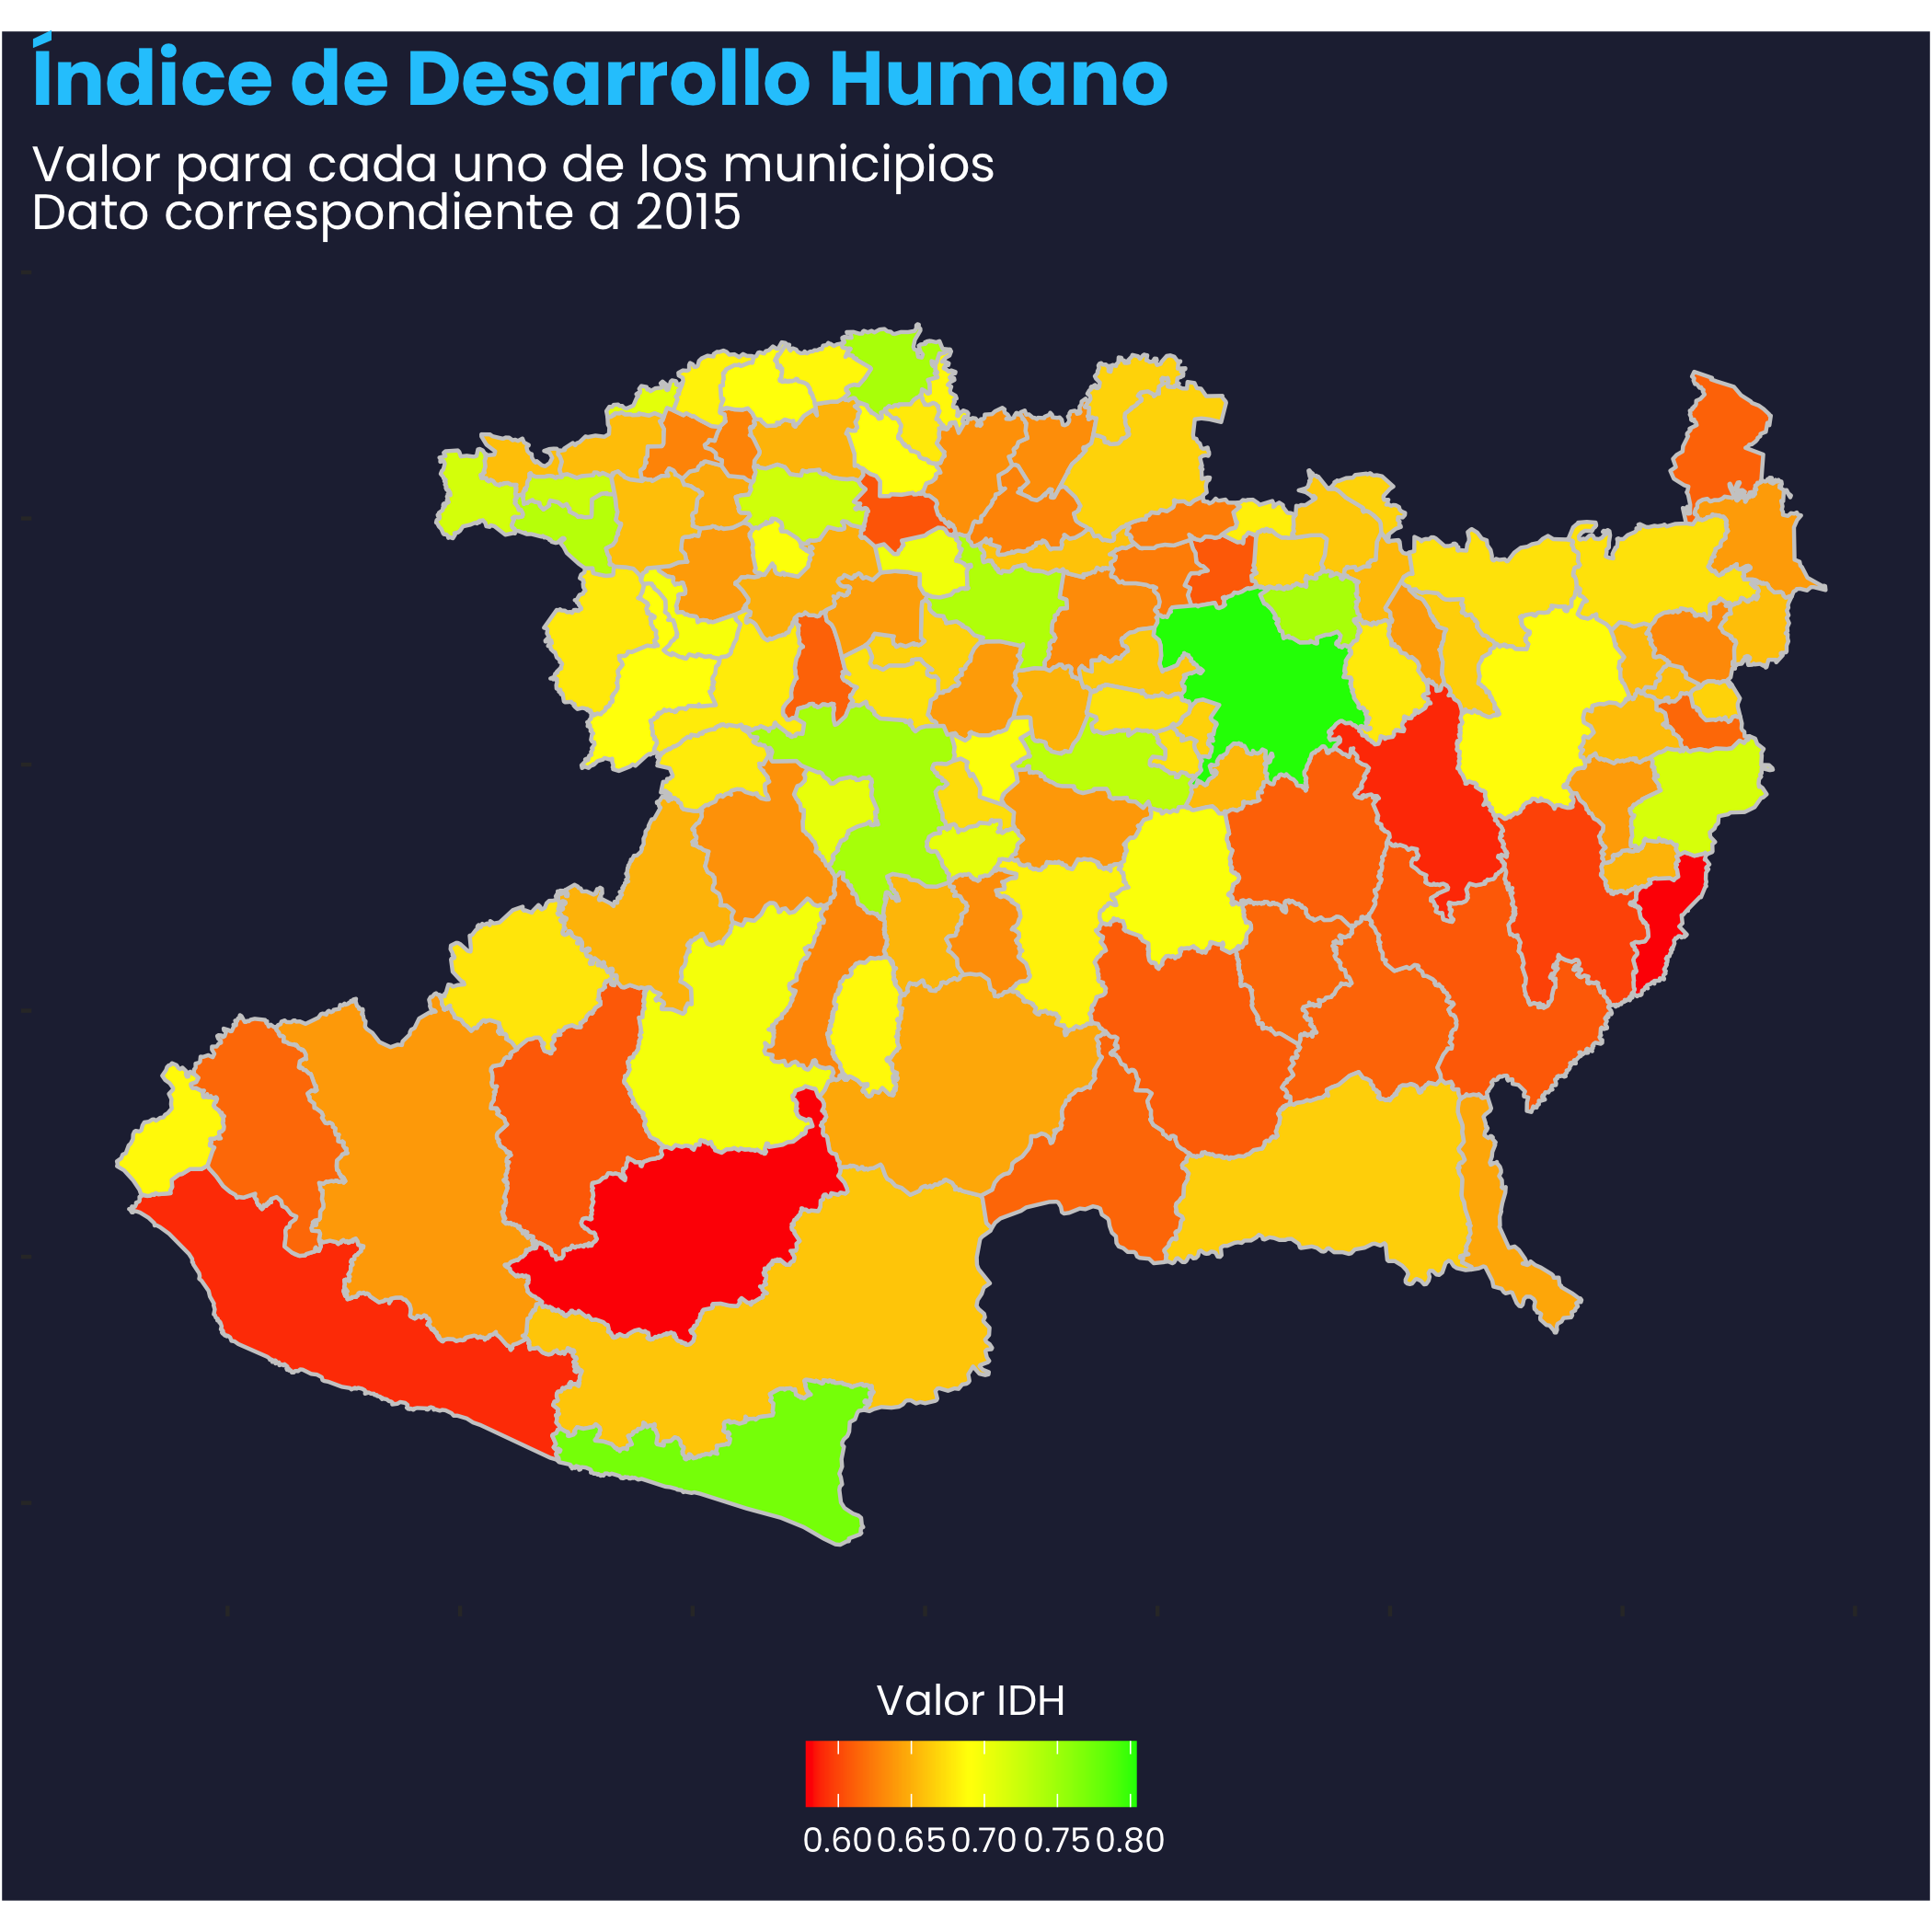 Índice de Desarrollo Humano
Valor para cada uno de los municipios
Dato correspondiente a 2015
Valor IDH
0.60 0.65 0.70 0.75 0.80